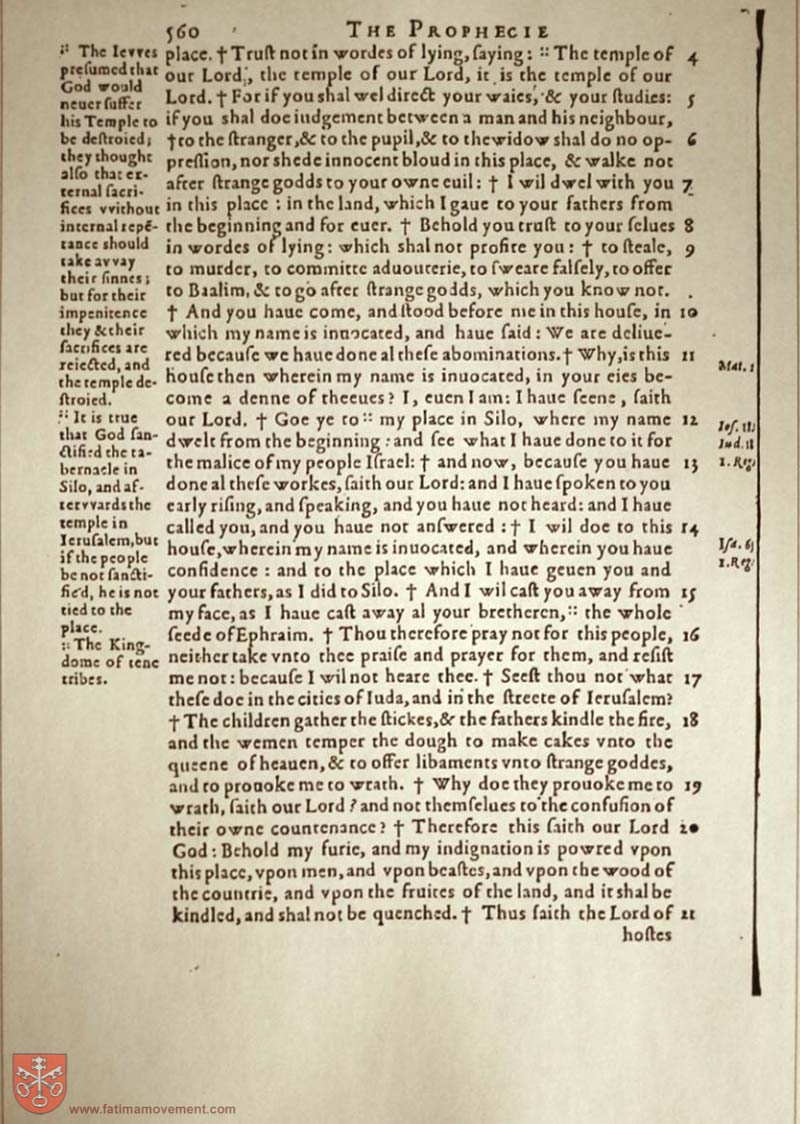 560 THE PROPHECIE
place. † Truſt not in wordes of lying, ſaying: :: The temple of 4
our Lord, the temple of our Lord, it is the temple of our
Lord. † For if you shal wel direct your waies, & your ſtudies: 5
if you shal doe iudgement between a man and his neighbour,
† to the ſtranger, & to the pupil, & to the widow shal do no op- 6
preſſion, nor shede innocent bloud in this place, & walke not
after ſtrange godds to your owne euil: † I wil dwel with you 7
in this place: in the land, which I gaue to your fathers from
the beginning and for euer. † Behold you truſt to your ſelues 8
in wordes of lying: which shal not profite you: † to ſteale, 9
to murder, to committe aduouterie, to ſweare falſely, to offer
to Baalim, & to go after ſtrange godds, which you know not.
† And you haue come, and ſtood before me in this houſe, in 10
which my name is inuocated, and haue ſaid: We are deliue-
red becauſe we haue done al theſe abominations. † Why, is this 11
houſe then wherein my name is inuocated, in your eies be-
come a denne of theeues? I, euen I am: I haue ſeene, ſaith
our Lord. † Goe ye to :: my place in Silo, where my name 12
dwelt from the beginning: and ſee what I haue done to it for
the malice of my people Iſrael: † and now, becauſe you haue 13
done al theſe workes, ſaith our Lord: and I haue ſpoken to you
early riſing, and ſpeaking, and you haue not heard: and I haue
called you, and you haue not anſwered: † I wil doe to this 14
houſe, wherein my name is inuocated, and wherein you haue
confidence: and to the place which I haue geuen you and
your fathers, as I did to Silo. † And I wil caſt you away from 15
my face, as I haue caſt away al your bretheren, :: the whole
ſeede of Ephraim. † Thou therefore pray not for this people, 16
neither take vnto thee praiſe and prayer for them, and reſiſt
me not: becauſe I wil not heare thee. † Seeſt thou not what 17
theſe doe in the cities of Iuda, and in the ſtreete of Ieruſalem?
† The children gather the ſtickes, & the fathers kindle the fire, 18
and the wemen temper the dough to make cakes vnto the
queene of heauen, & to offer libaments vnto ſtrange goddes,
and to prouoke me to wrath. † Why doe they prouoke me to 19
wrath, ſaith our Lord? and not themſelues to the confuſion of
their owne countenance? † Therefore this ſaith our Lord 20
God: Behold my furie, and my indignation is powred vpon
this place, vpon men, and vpon beaſtes, and vpon the wood of
the countrie, and vpon the fruites of the land, and it shal be
kindled, and shal not be quenched. † Thus ſaith the Lord of 21
hoſtes
:: The Ievves
preſumed that
God would
neuer ſuffer
his Temple to
be deſtroied;
they thought
alſo that ex-
ternal ſacri-
fices vvithout
internal repẽ-
tance should
take avvay
their ſinnes;
but for their
impenitence
they & their
ſacrifices are
reiected, and
the temple de-
ſtroied.
:: It is true
that God ſan-
ctified the ta-
bernacle in
Silo, and af-
tervvards the
temple in
Ieruſalem, but
if the people
be not ſancti-
fied, he is not
tied to the
place.
:: The King-
dome of tene
tribes.
Mat.
Ioſ. 18
Iud. 18
1. Reg
Iſa. 65
1. Reg
www.fatimamovement.com